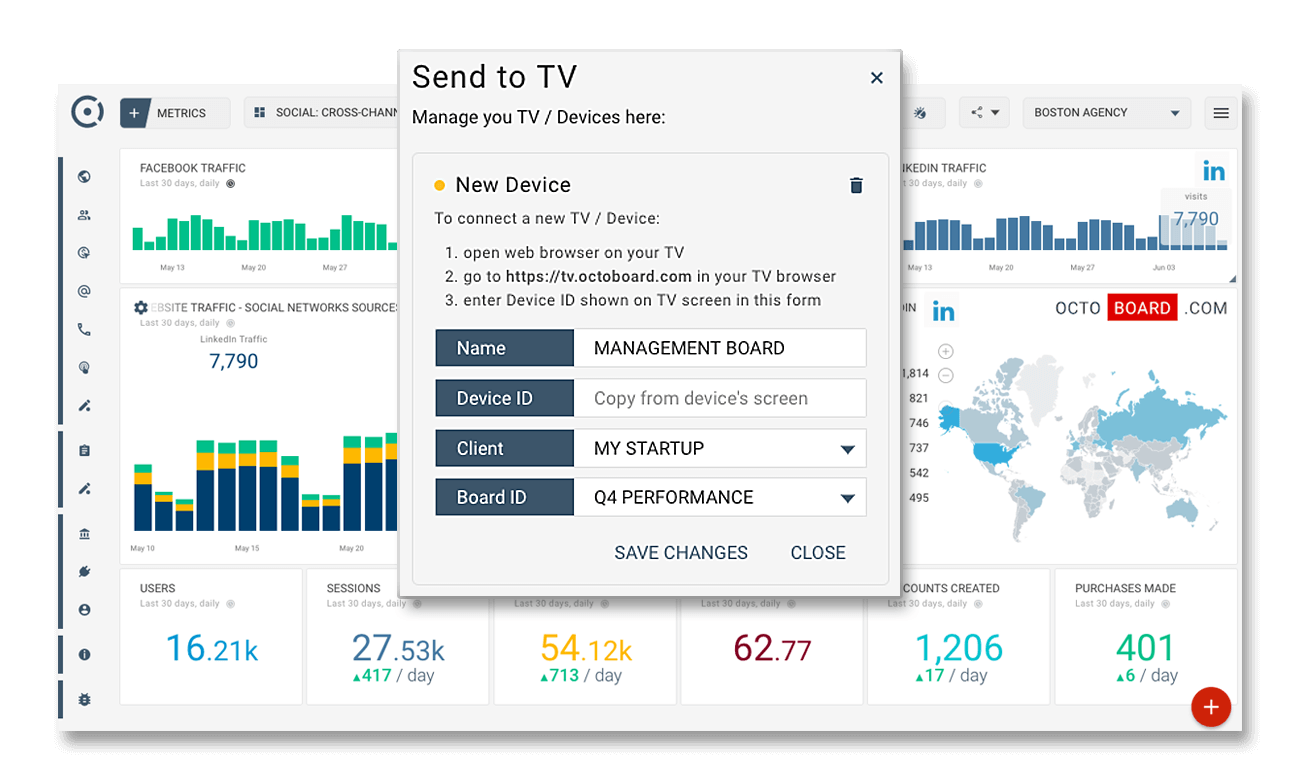 Send to TV
×
Manage you TV / Devices here:
New Device
To connect a new TV / Device:
1. open web browser on your TV
2. go to https://tv.octoboard.com in your TV browser
3. enter Device ID shown on TV screen in this form
Name MANAGEMENT BOARD
Device ID Copy from device's screen
Client MY STARTUP
Board ID Q4 PERFORMANCE
SAVE CHANGES CLOSE
+ METRICS
SOCIAL: CROSS-CHANN
BOSTON AGENCY
FACEBOOK TRAFFIC
Last 30 days, daily
May 13 May 20 May 27
NKEDIN TRAFFIC
t 30 days, daily
in
visits
7,790
May 13 May 20 May 27 Jun 03
EBSITE TRAFFIC - SOCIAL NETWORKS SOURCES
Last 30 days, daily
LinkedIn Traffic
7,790
May 10 May 15 May 20
DIN
in
OCTO BOARD .COM
1,814
821
746
737
542
495
USERS
Last 30 days, daily
16.21k
SESSIONS
Last 30 days, daily
27.53k
▲417 / day
Last 30 days, daily
54.12k
▲713 / day
Last 30 days, daily
62.77
COUNTS CREATED
Last 30 days, daily
1,206
▲17 / day
PURCHASES MADE
Last 30 days, daily
401
▲6 / day
+